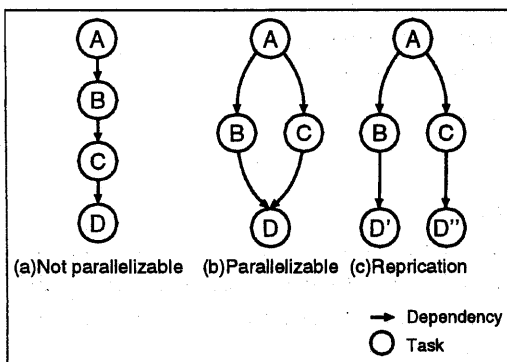 A A A
B B C B C
C
D D D' D''
(a)Not parallelizable (b)Parallelizable (c)Reprication
Dependency
Task